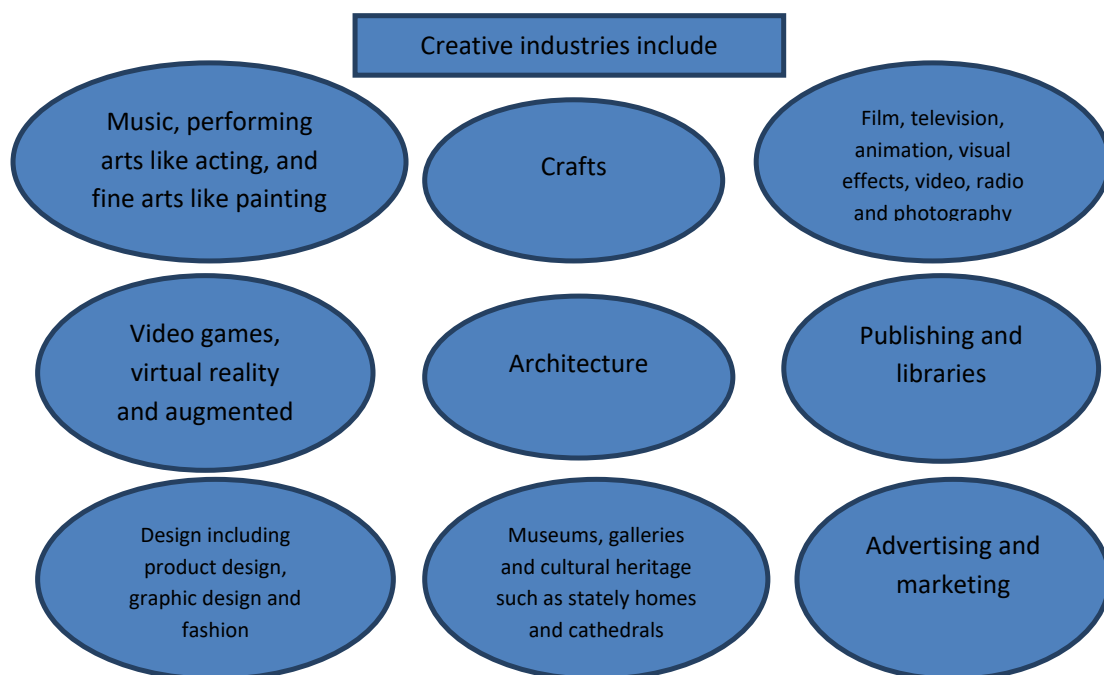 Creative industries include
Music, performing
arts like acting, and
fine arts like painting
Crafts
Film, television,
animation, visual
effects, video, radio
and photography
Video games,
virtual reality
and augmented
Architecture
Publishing and
libraries
Design including
product design,
graphic design and
fashion
Museums, galleries
and cultural heritage
such as stately homes
and cathedrals
Advertising and
marketing